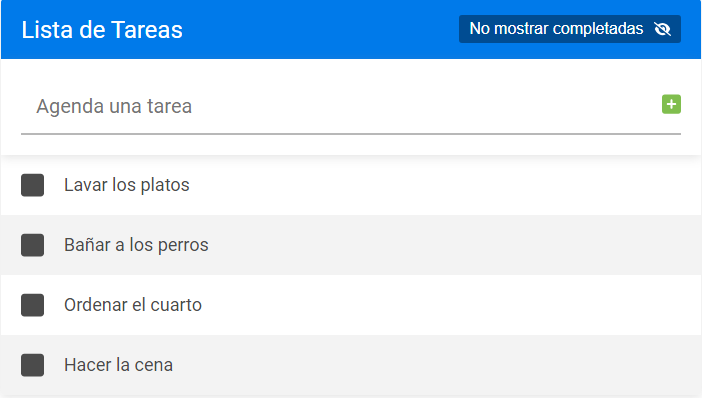 Lista de Tareas
No mostrar completadas
Agenda una tarea
Lavar los platos
Bañar a los perros
Ordenar el cuarto
Hacer la cena